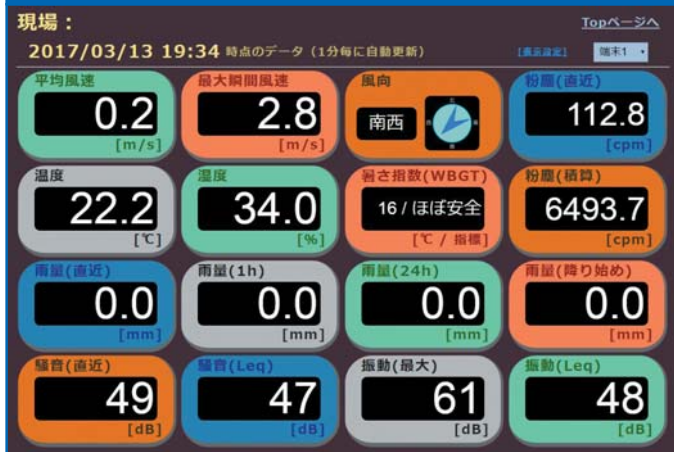 現場：
Topページへ
2017/03/13 19:34 時点のデータ (1分毎に自動更新)
[表示設定]
端末1
平均風速
0.2
[m/s]
最大瞬間風速
2.8
[m/s]
風向
南西
粉塵(直近)
112.8
[cpm]
温度
22.2
[℃]
湿度
34.0
[%]
暑さ指数(WBGT)
16 / ほぼ安全
[℃ / 指標]
粉塵(積算)
6493.7
[cpm]
雨量(直近)
0.0
[mm]
雨量(1h)
0.0
[mm]
雨量(24h)
0.0
[mm]
雨量(降り始め)
0.0
[mm]
騒音(直近)
49
[dB]
騒音(Leq)
47
[dB]
振動(最大)
61
[dB]
振動(Leq)
48
[dB]